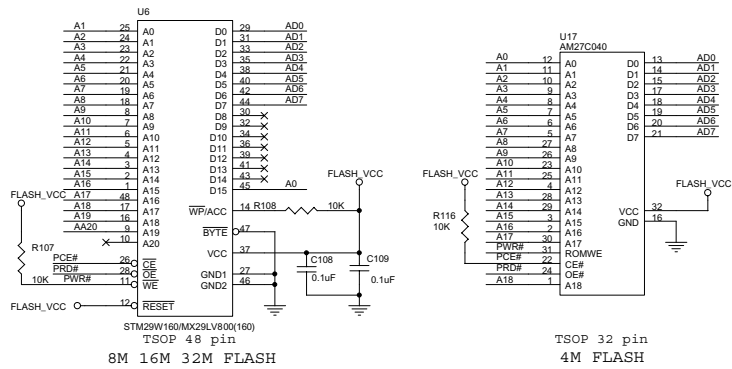 U6
A1 25 A0 D0 29 AD0
A2 24 A1 D1 31 AD1
A3 23 A2 D2 33 AD2
A4 22 A3 D3 35 AD3
A5 21 A4 D4 38 AD4
A6 20 A5 D5 40 AD5
A7 19 A6 D6 42 AD6
A8 18 A7 D7 44 AD7
A9 8 A8 D8 30
A10 7 A9 D9 32
A11 6 A10 D10 34
A12 5 A11 D11 36
A13 4 A12 D12 39
A14 3 A13 D13 41
A15 2 A14 D14 43
A16 1 A15 D15 45 A0
A17 48 A16
A18 17 A17 WP/ACC 14 R108 10K
A19 16 A18
AA20 9 A19 BYTE 47
10 A20
FLASH_VCC
FLASH_VCC
R107
10K
VCC 37
C108
0.1uF
C109
0.1uF
PCE# 26 CE
PRD# 28 OE GND1 27
PWR# 11 WE GND2 46
FLASH_VCC 12 RESET
STM29W160/MX29LV800(160)
TSOP 48 pin
8M 16M 32M FLASH
U17
AM27C040
A0 12 A0 D0 13 AD0
A1 11 A1 D1 14 AD1
A2 10 A2 D2 15 AD2
A3 9 A3 D3 17 AD3
A4 8 A4 D4 18 AD4
A5 7 A5 D5 19 AD5
A6 6 A6 D6 20 AD6
A7 5 A7 D7 21 AD7
A8 27 A8
A9 26 A9
A10 23 A10
A11 25 A11
A12 4 A12
A13 28 A13
A14 29 A14
A15 3 A15
A16 2 A16
A17 30 A17
PWR# 31 ROMWE
PCE# 22 CE#
PRD# 24 OE#
A18 1 A18
FLASH_VCC
R116
10K
FLASH_VCC
VCC 32
GND 16
TSOP 32 pin
4M FLASH